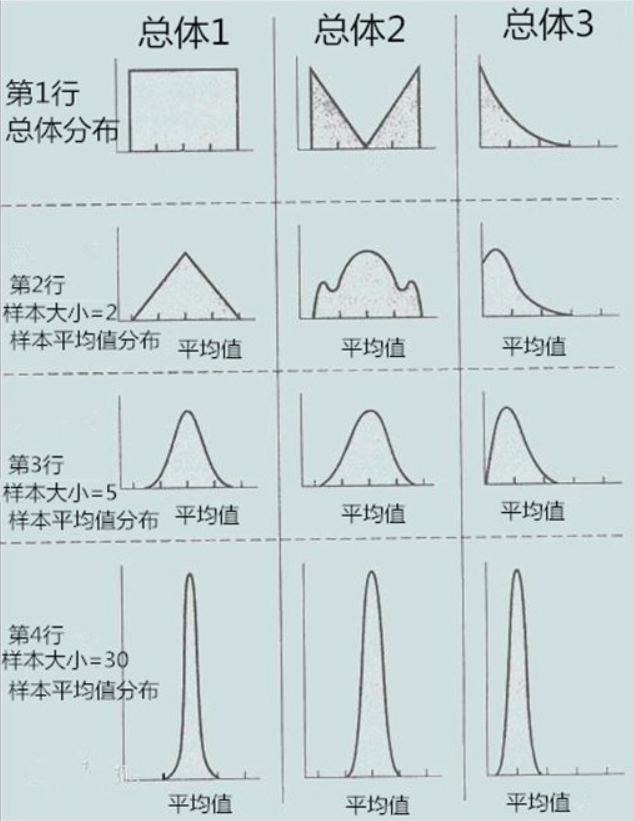 总体1
总体2
总体3
第1行
总体分布
第2行
样本大小=2
样本平均值分布
平均值
平均值
平均值
第3行
样本大小=5
样本平均值分布
平均值
平均值
平均值
第4行
样本大小=30
样本平均值分布
平均值
平均值
平均值